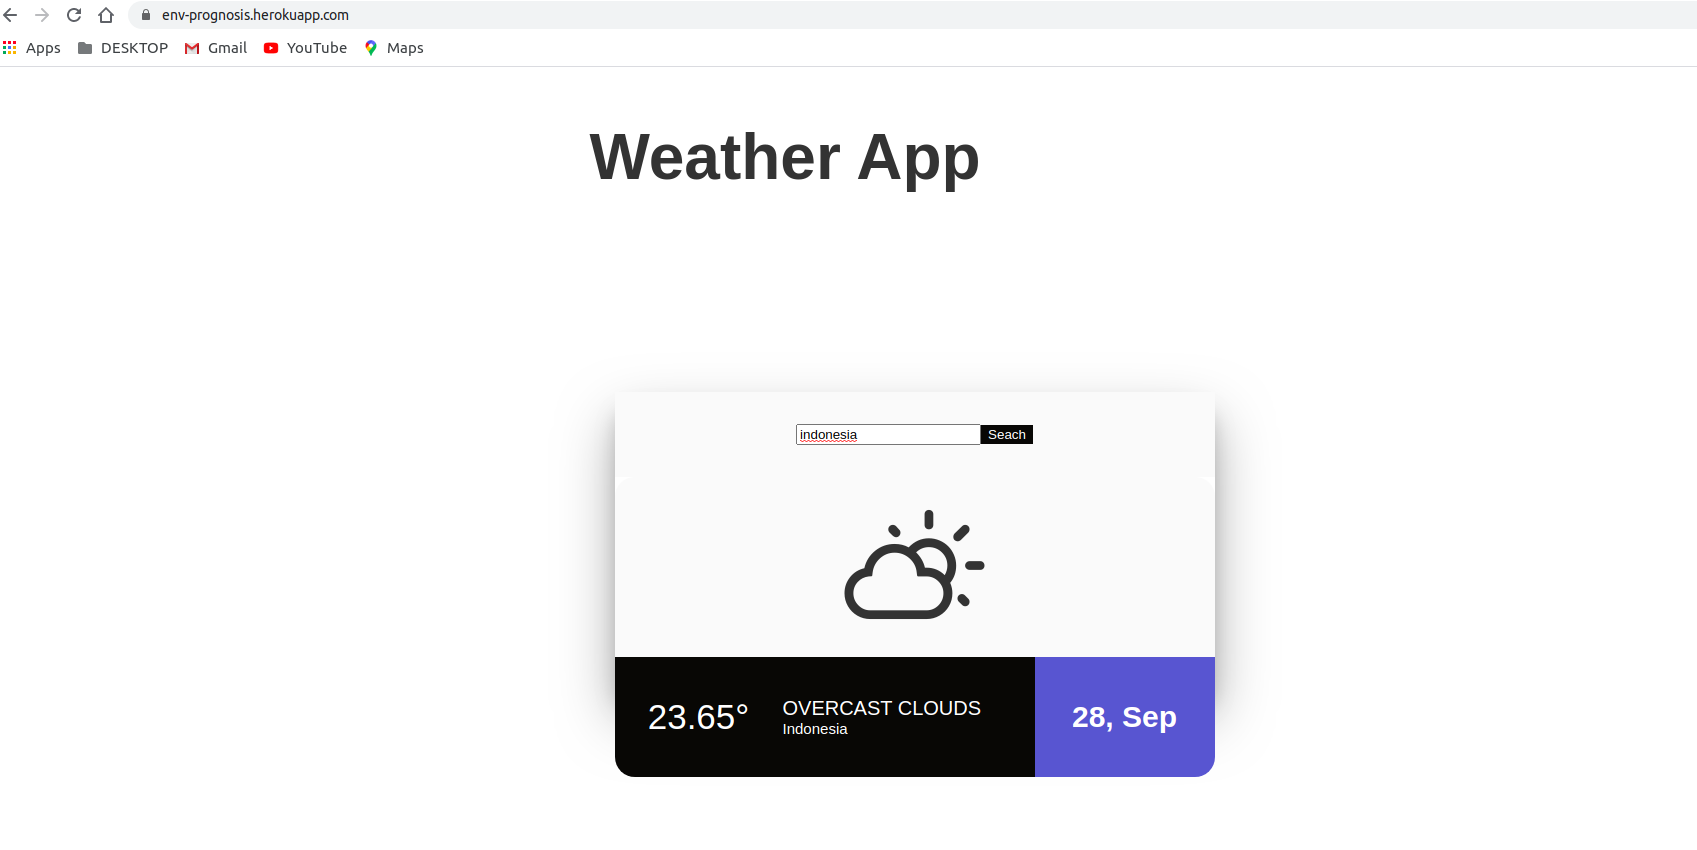 env-prognosis.herokuapp.com
Apps DESKTOP Gmail YouTube Maps
Weather App
indonesia Seach
23.65° OVERCAST CLOUDS
Indonesia
28, Sep